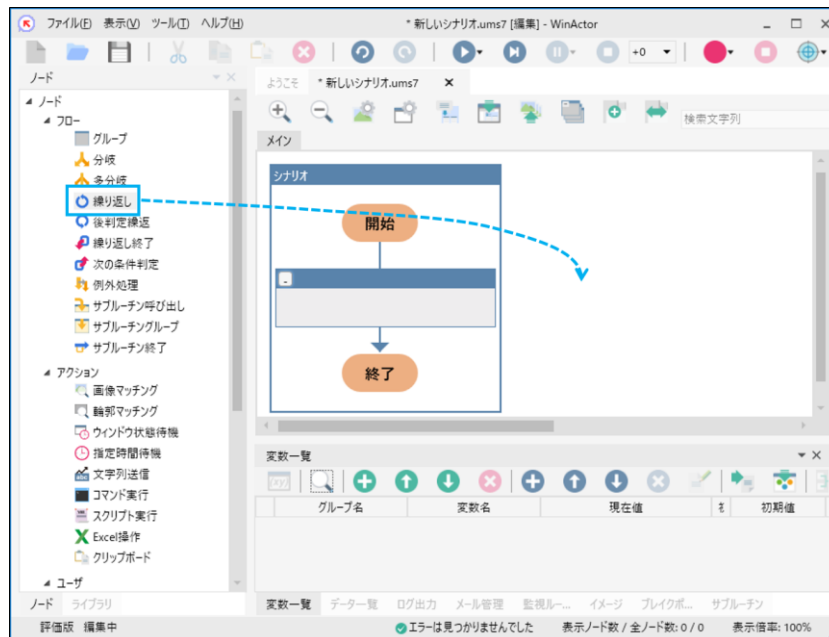 ファイル(F) 表示(V) ツール(T) ヘルプ(H) * 新しいシナリオ.ums7 [編集] - WinActor
+0
ノード
ようこそ * 新しいシナリオ.ums7
検索文字列
メイン
ノード
フロー
グループ
分岐
多分岐
繰り返し
後判定繰返
繰り返し終了
次の条件判定
例外処理
サブルーチン呼び出し
サブルーチングループ
サブルーチン終了
アクション
画像マッチング
輪郭マッチング
ウィンドウ状態待機
指定時間待機
文字列送信
コマンド実行
スクリプト実行
Excel操作
クリップボード
ユーザ
ノード ライブラリ
シナリオ
開始
終了
変数一覧
グループ名 変数名 現在値 初期値
変数一覧 データ一覧 ログ出力 メール管理 監視ルー... イメージ ブレイクポ... サブルーチン
評価版 編集中 エラーは見つかりませんでした 表示ノード数 / 全ノード数: 0 / 0 表示倍率: 100%